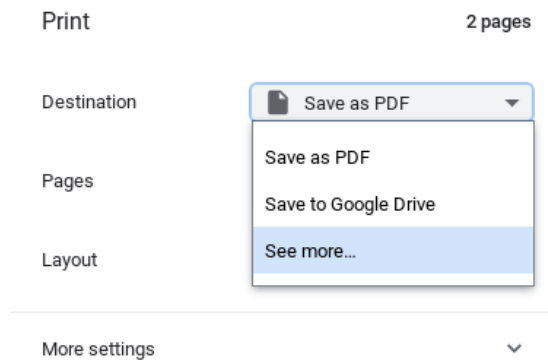 Print 2 pages
Destination Save as PDF
Save as PDF
Pages
Save to Google Drive
See more...
Layout
More settings